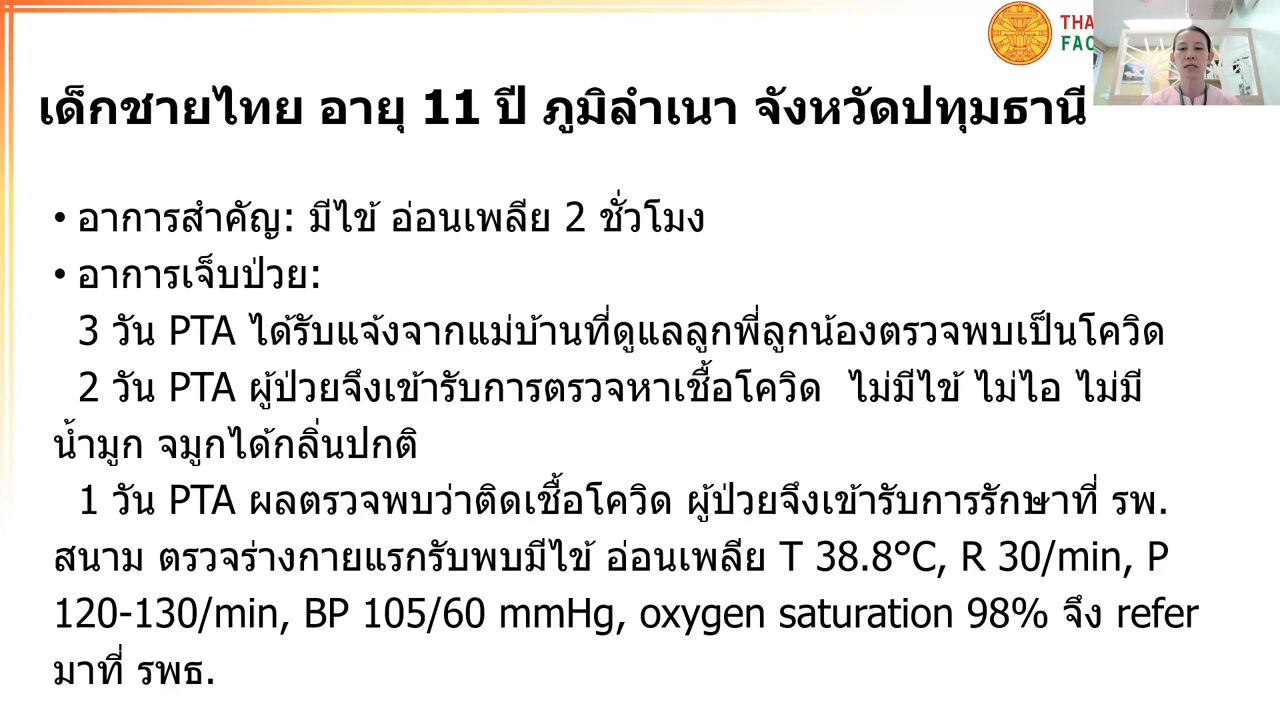 THA
FAC
เด็กชายไทย อายุ 11 ปี ภูมิลำเนา จังหวัดปทุมธานี
• อาการสำคัญ: มีไข้ อ่อนเพลีย 2 ชั่วโมง
• อาการเจ็บป่วย:
3 วัน PTA ได้รับแจ้งจากแม่บ้านที่ดูแลลูกพี่ลูกน้องตรวจพบเป็นโควิด
2 วัน PTA ผู้ป่วยจึงเข้ารับการตรวจหาเชื้อโควิด ไม่มีไข้ ไม่ไอ ไม่มี
น้ำมูก จมูกได้กลิ่นปกติ
1 วัน PTA ผลตรวจพบว่าติดเชื้อโควิด ผู้ป่วยจึงเข้ารับการรักษาที่ รพ.
สนาม ตรวจร่างกายแรกรับพบมีไข้ อ่อนเพลีย T 38.8°C, R 30/min, P
120-130/min, BP 105/60 mmHg, oxygen saturation 98% จึง refer
มาที่ รพธ.